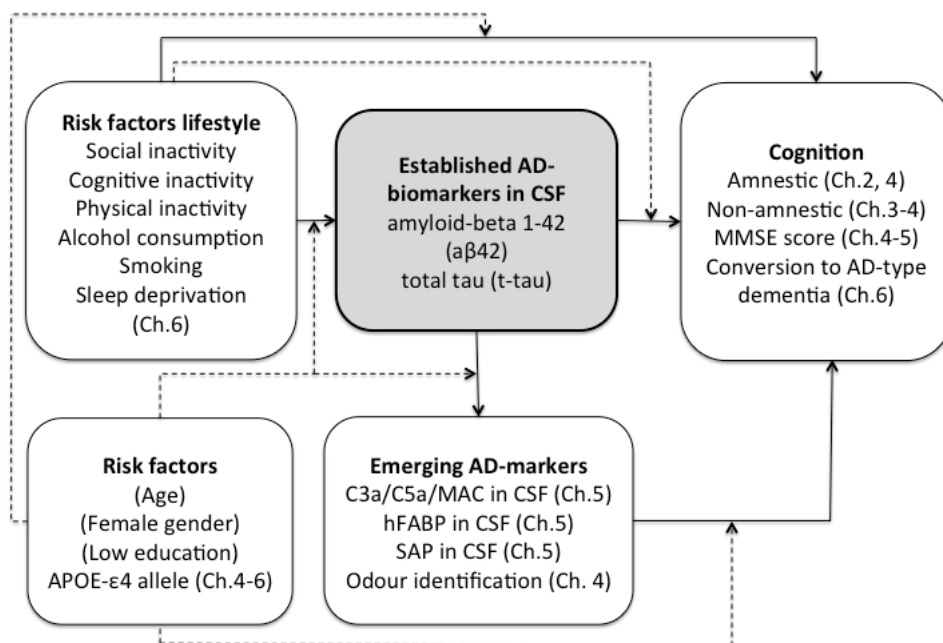 Risk factors lifestyle
Social inactivity
Cognitive inactivity
Physical inactivity
Alcohol consumption
Smoking
Sleep deprivation
(Ch.6)
Established AD-
biomarkers in CSF
amyloid-beta 1-42
(aβ42)
total tau (t-tau)
Cognition
Amnestic (Ch.2, 4)
Non-amnestic (Ch.3-4)
MMSE score (Ch.4-5)
Conversion to AD-type
dementia (Ch.6)
Risk factors
(Age)
(Female gender)
(Low education)
APOE-ε4 allele (Ch.4-6)
Emerging AD-markers
C3a/C5a/MAC in CSF (Ch.5)
hFABP in CSF (Ch.5)
SAP in CSF (Ch.5)
Odour identification (Ch. 4)